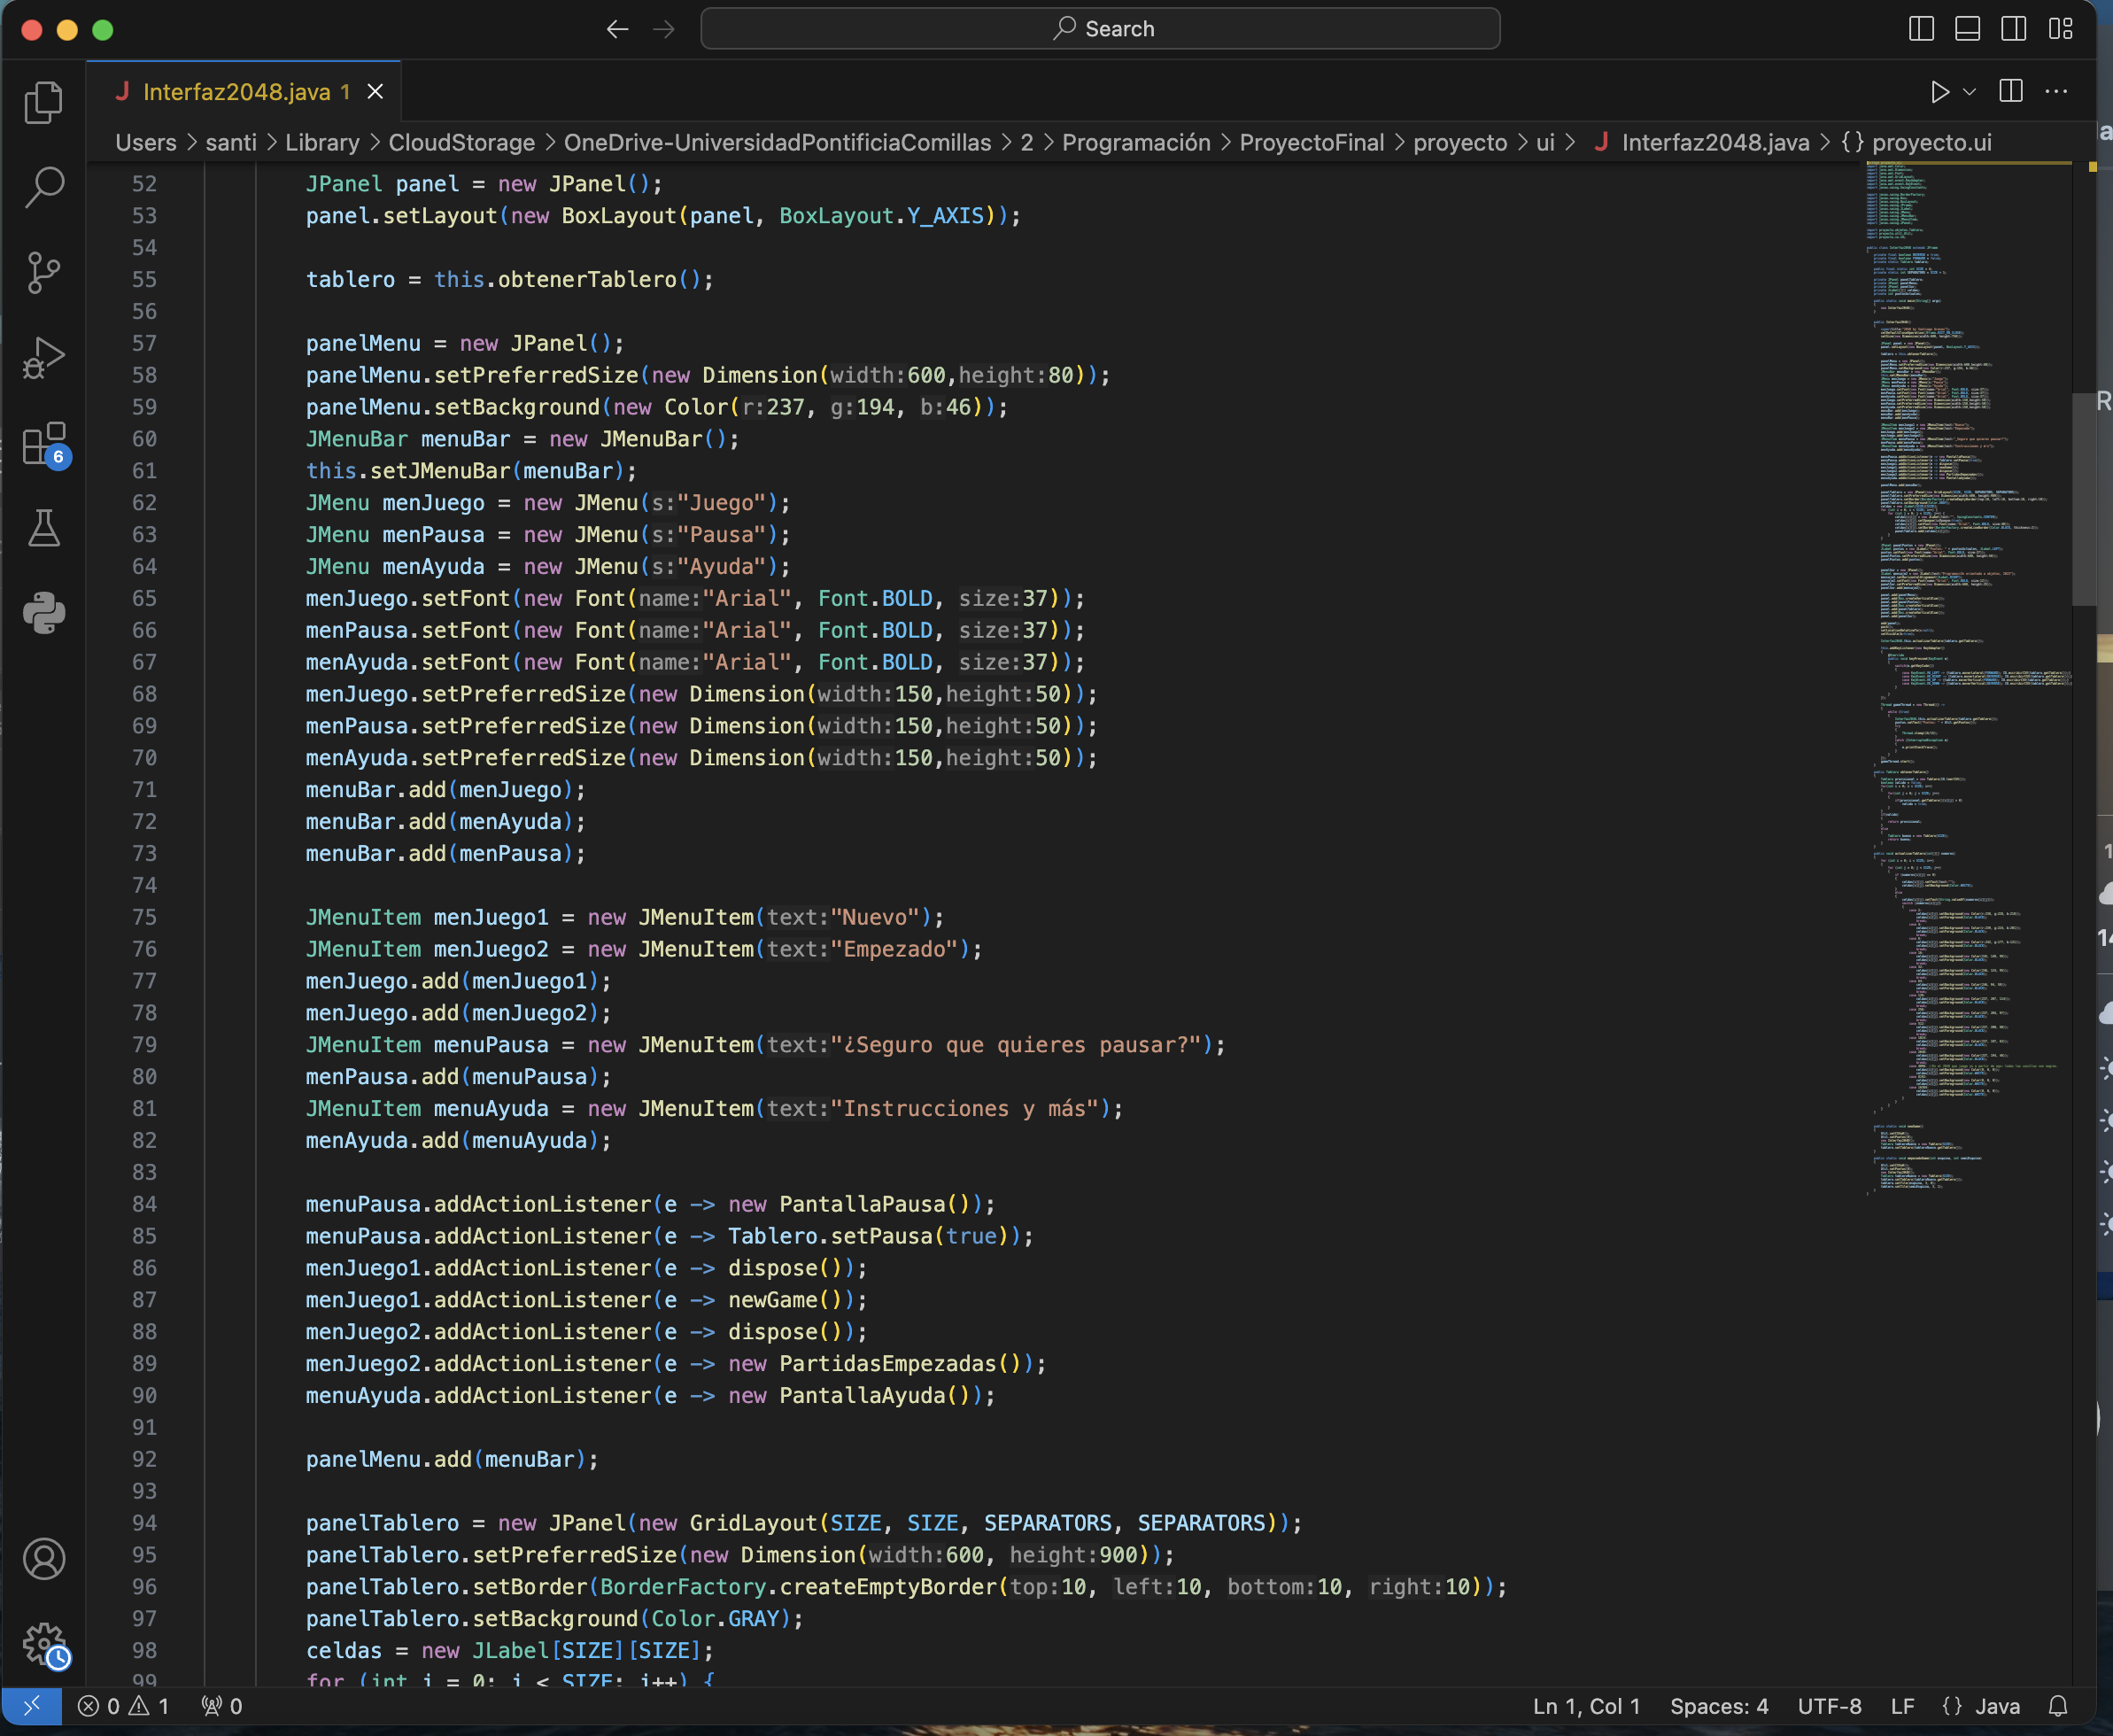 Search
Interfaz2048.java 1
Users > santi > Library > CloudStorage > OneDrive-UniversidadPontificiaComillas > 2 > Programación > ProyectoFinal > proyecto > ui > J Interfaz2048.java > {} proyecto.ui
52 JPanel panel = new JPanel();
53 panel.setLayout(new BoxLayout(panel, BoxLayout.Y_AXIS));
54
55 tablero = this.obtenerTablero();
56
57 panelMenu = new JPanel();
58 panelMenu.setPreferredSize(new Dimension(width:600,height:80));
59 panelMenu.setBackground(new Color(r:237, g:194, b:46));
60 JMenuBar menuBar = new JMenuBar();
61 this.setJMenuBar(menuBar);
62 JMenu menJuego = new JMenu(s:"Juego");
63 JMenu menPausa = new JMenu(s:"Pausa");
64 JMenu menAyuda = new JMenu(s:"Ayuda");
65 menJuego.setFont(new Font(name:"Arial", Font.BOLD, size:37));
66 menPausa.setFont(new Font(name:"Arial", Font.BOLD, size:37));
67 menAyuda.setFont(new Font(name:"Arial", Font.BOLD, size:37));
68 menJuego.setPreferredSize(new Dimension(width:150,height:50));
69 menPausa.setPreferredSize(new Dimension(width:150,height:50));
70 menAyuda.setPreferredSize(new Dimension(width:150,height:50));
71 menuBar.add(menJuego);
72 menuBar.add(menAyuda);
73 menuBar.add(menPausa);
74
75 JMenuItem menJuego1 = new JMenuItem(text:"Nuevo");
76 JMenuItem menJuego2 = new JMenuItem(text:"Empezado");
77 menJuego.add(menJuego1);
78 menJuego.add(menJuego2);
79 JMenuItem menuPausa = new JMenuItem(text:"¿Seguro que quieres pausar?");
80 menPausa.add(menuPausa);
81 JMenuItem menuAyuda = new JMenuItem(text:"Instrucciones y más");
82 menAyuda.add(menuAyuda);
83
84 menuPausa.addActionListener(e -> new PantallaPausa());
85 menuPausa.addActionListener(e -> Tablero.setPausa(true));
86 menJuego1.addActionListener(e -> dispose());
87 menJuego1.addActionListener(e -> newGame());
88 menJuego2.addActionListener(e -> dispose());
89 menJuego2.addActionListener(e -> new PartidasEmpezadas());
90 menuAyuda.addActionListener(e -> new PantallaAyuda());
91
92 panelMenu.add(menuBar);
93
94 panelTablero = new JPanel(new GridLayout(SIZE, SIZE, SEPARATORS, SEPARATORS));
95 panelTablero.setPreferredSize(new Dimension(width:600, height:900));
96 panelTablero.setBorder(BorderFactory.createEmptyBorder(top:10, left:10, bottom:10, right:10));
97 panelTablero.setBackground(Color.GRAY);
98 celdas = new JLabel[SIZE][SIZE];
99 for (int i = 0; i < SIZE; i++) {
6
0 1 0
Ln 1, Col 1 Spaces: 4 UTF-8 LF {} Java